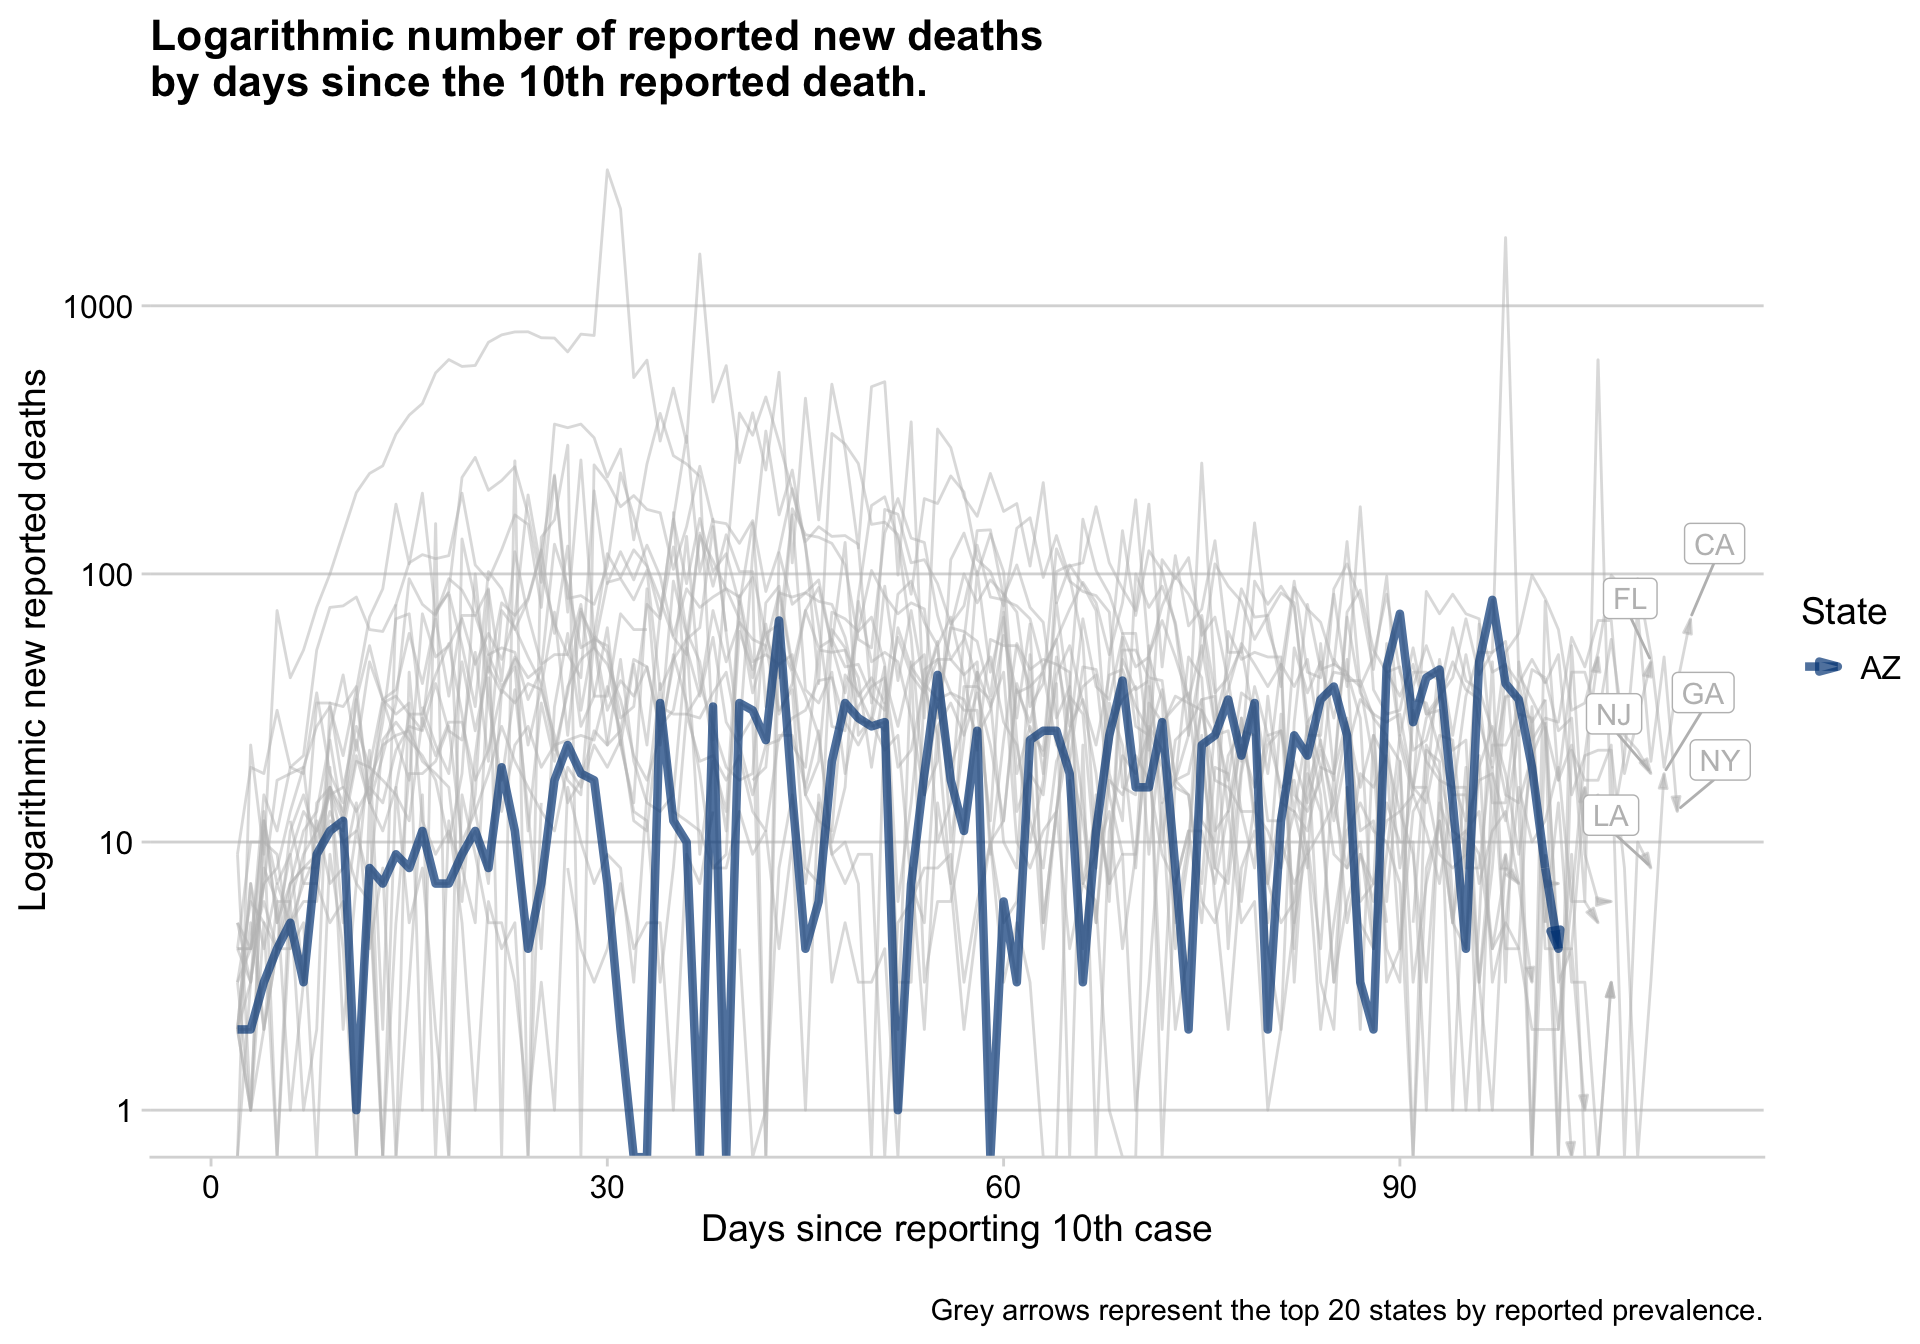 Logarithmic number of reported new deaths
by days since the 10th reported death.
Logarithmic new reported deaths
1000
100
10
1
CA
FL
GA
NJ
NY
LA
State
AZ
0 30 60 90
Days since reporting 10th case
Grey arrows represent the top 20 states by reported prevalence.